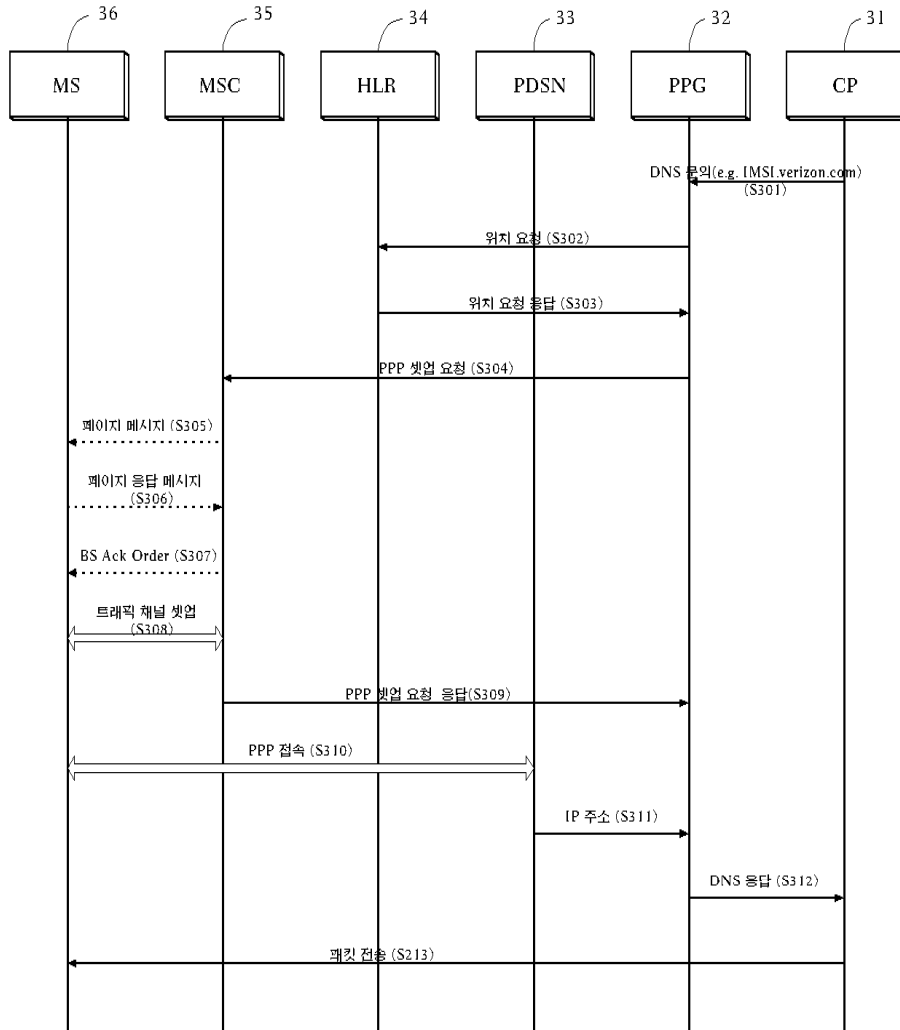 36
35
34
33
32
31
MS
MSC
HLR
PDSN
PPG
CP
DNS 문의(e.g. IMSI.verizon.com)
(S301)
위치 요청 (S302)
위치 요청 응답 (S303)
PPP 셋업 요청 (S304)
페이지 메시지 (S305)
페이지 응답 메시지
(S306)
BS Ack Order (S307)
트래픽 채널 셋업
(S308)
PPP 셋업 요청 응답(S309)
PPP 접속 (S310)
IP 주소 (S311)
DNS 응답 (S312)
패킷 전송 (S213)